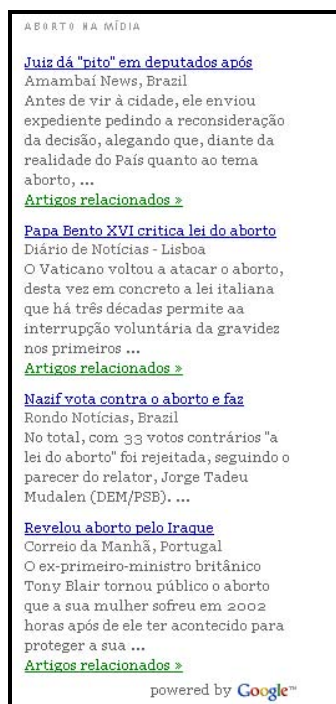 ABORTO NA MÍDIA
Juiz dá "pito" em deputados após
Amambaí News, Brazil
Antes de vir à cidade, ele enviou
expediente pedindo a reconsideração
da decisão, alegando que, diante da
realidade do País quanto ao tema
aborto, ...
Artigos relacionados »
Papa Bento XVI critica lei do aborto
Diário de Notícias - Lisboa
O Vaticano voltou a atacar o aborto,
desta vez em concreto a lei italiana
que há três décadas permite aa
interrupção voluntária da gravidez
nos primeiros ...
Artigos relacionados »
Nazif vota contra o aborto e faz
Rondo Notícias, Brazil
No total, com 33 votos contrários "a
lei do aborto" foi rejeitada, seguindo o
parecer do relator, Jorge Tadeu
Mudalen (DEM/PSB). ...
Revelou aborto pelo Iraque
Correio da Manhã, Portugal
O ex-primeiro-ministro britânico
Tony Blair tornou público o aborto
que a sua mulher sofreu em 2002
horas após de ele ter acontecido para
proteger a sua ...
Artigos relacionados »
powered by Google™